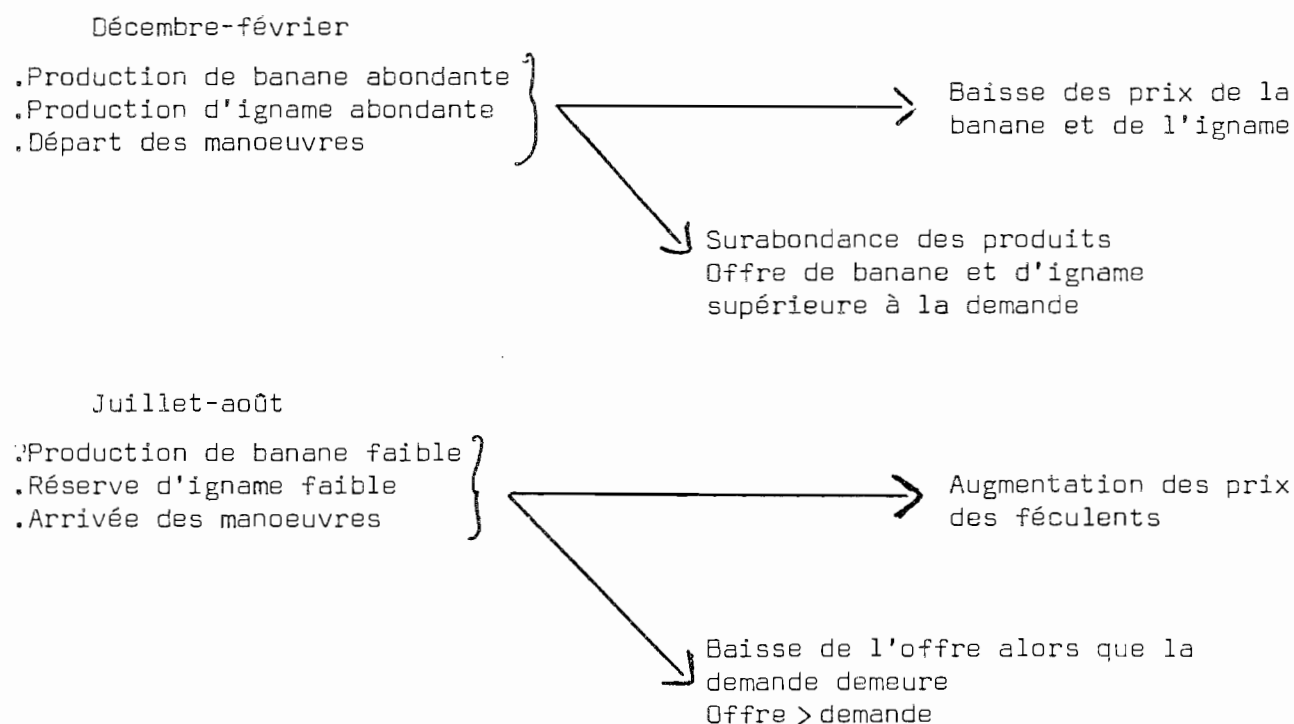 Décembre-février
.Production de banane abondante
.Production d'igname abondante
.Départ des manoeuvres
Baisse des prix de la
banane et de l'igname
Surabondance des produits
Offre de banane et d'igname
supérieure à la demande
Juillet-août
.Production de banane faible
.Réserve d'igname faible
.Arrivée des manoeuvres
Augmentation des prix
des féculents
Baisse de l'offre alors que la
demande demeure
Offre > demande